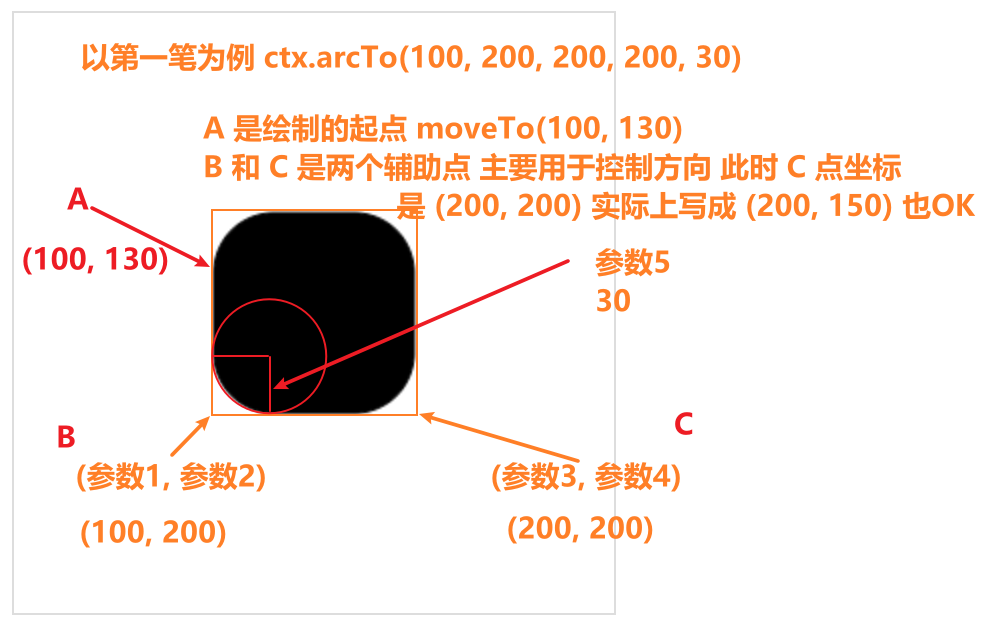 以第一笔为例 ctx.arcTo(100, 200, 200, 200, 30)
A 是绘制的起点 moveTo(100, 130)
B 和 C 是两个辅助点 主要用于控制方向 此时 C 点坐标
是 (200, 200) 实际上写成 (200, 150) 也OK
A
(100, 130)
参数5
30
B
C
(参数1, 参数2)
(参数3, 参数4)
(100, 200)
(200, 200)